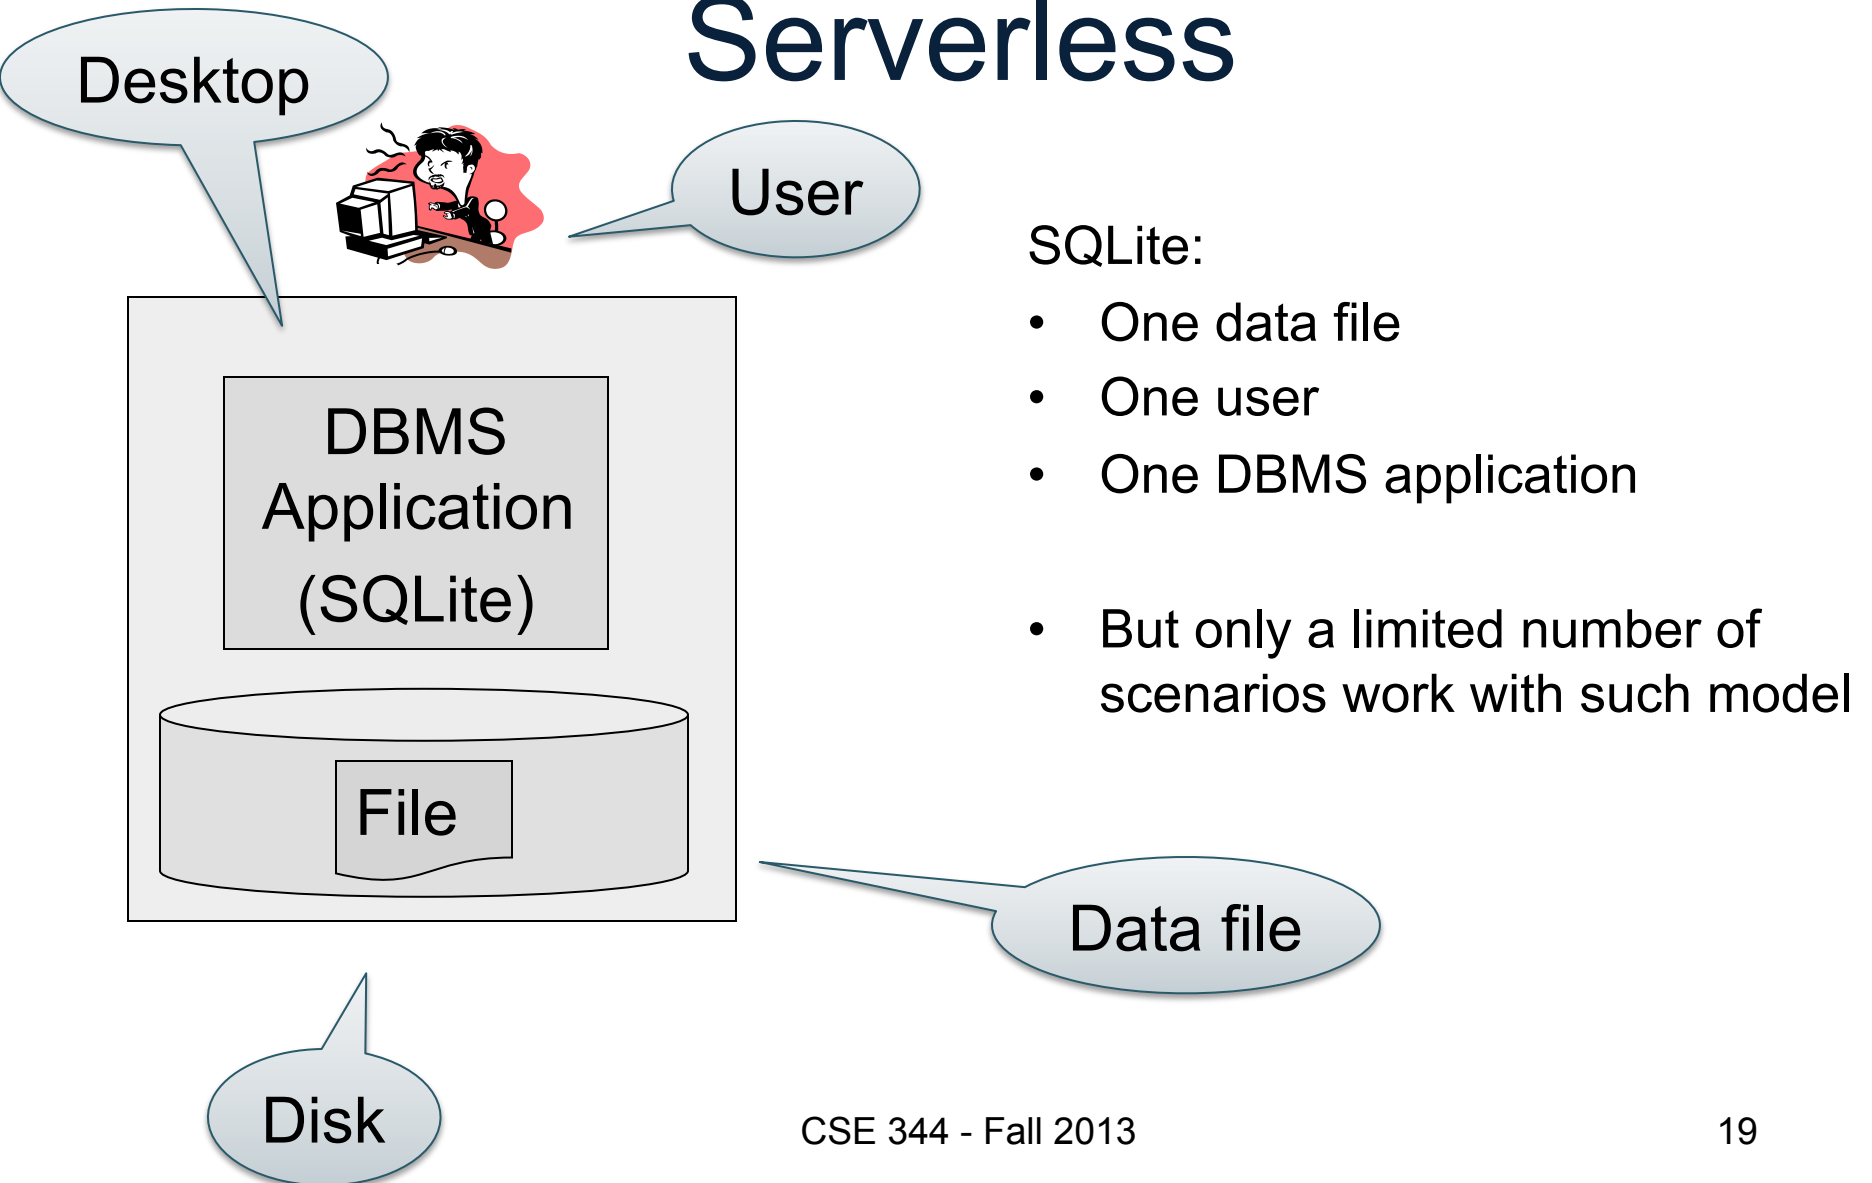 Serverless
Desktop
User
DBMS
Application
(SQLite)
File
SQLite:
• One data file
• One user
• One DBMS application
• But only a limited number of
scenarios work with such model
Data file
Disk
CSE 344 - Fall 2013
19